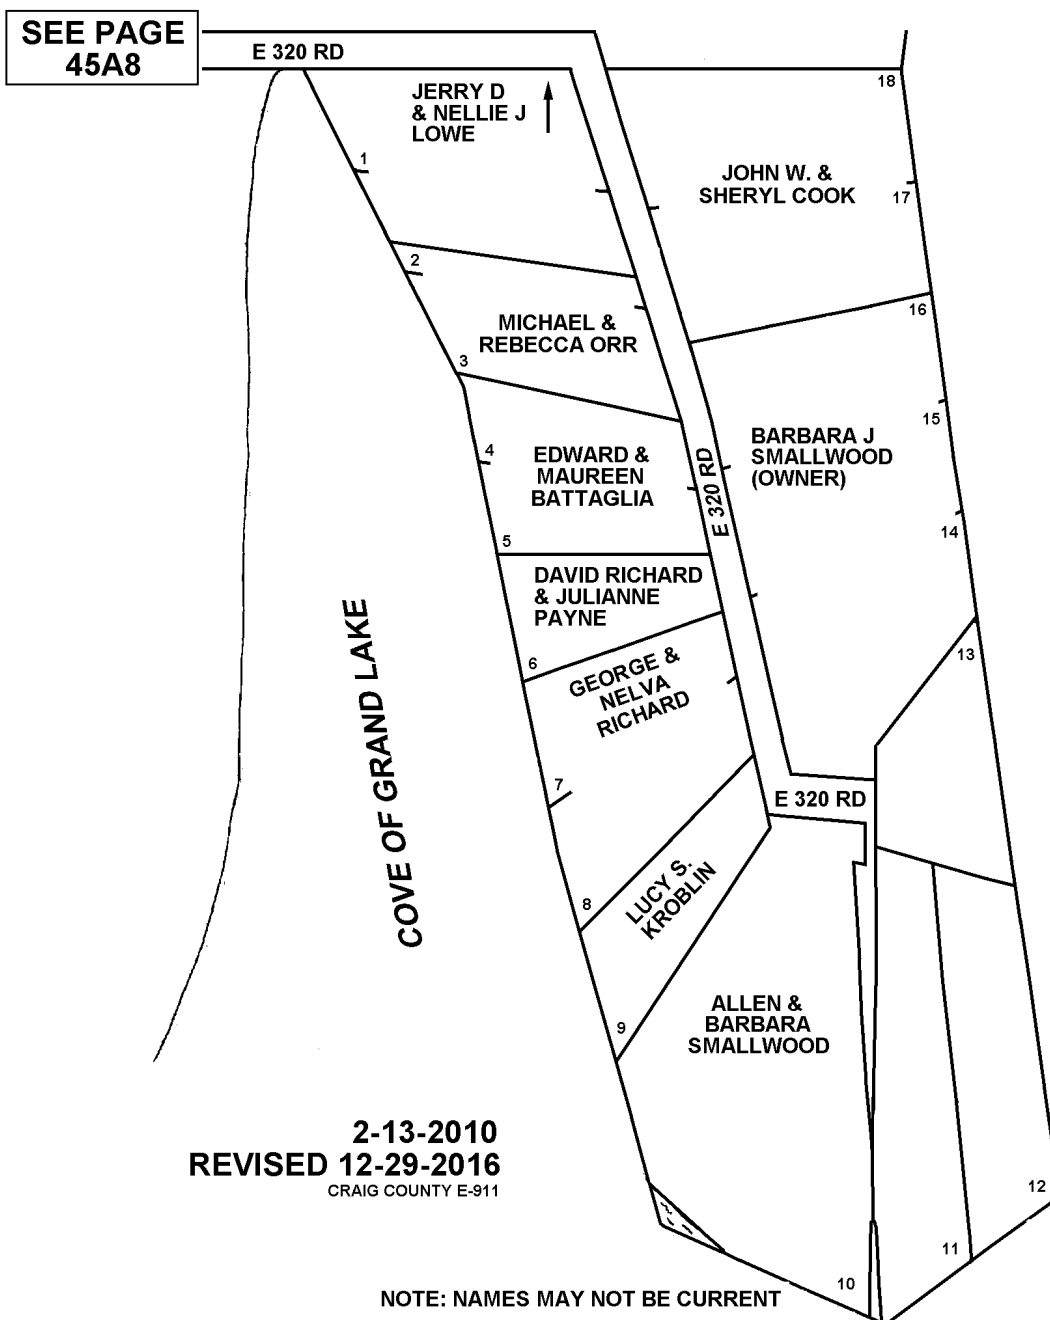 SEE PAGE
45A8
E 320 RD
JERRY D
& NELLIE J
LOWE
18
1
JOHN W. &
SHERYL COOK
17
2
16
MICHAEL &
REBECCA ORR
3
15
BARBARA J
SMALLWOOD
(OWNER)
4
EDWARD &
MAUREEN
BATTAGLIA
E 320 RD
14
5
DAVID RICHARD
& JULIANNE
PAYNE
13
6
GEORGE &
NELVA
RICHARD
COVE OF GRAND LAKE
7
E 320 RD
8
LUCY S.
KROBLIN
9
ALLEN &
BARBARA
SMALLWOOD
2-13-2010
REVISED 12-29-2016
CRAIG COUNTY E-911
12
11
10
NOTE: NAMES MAY NOT BE CURRENT